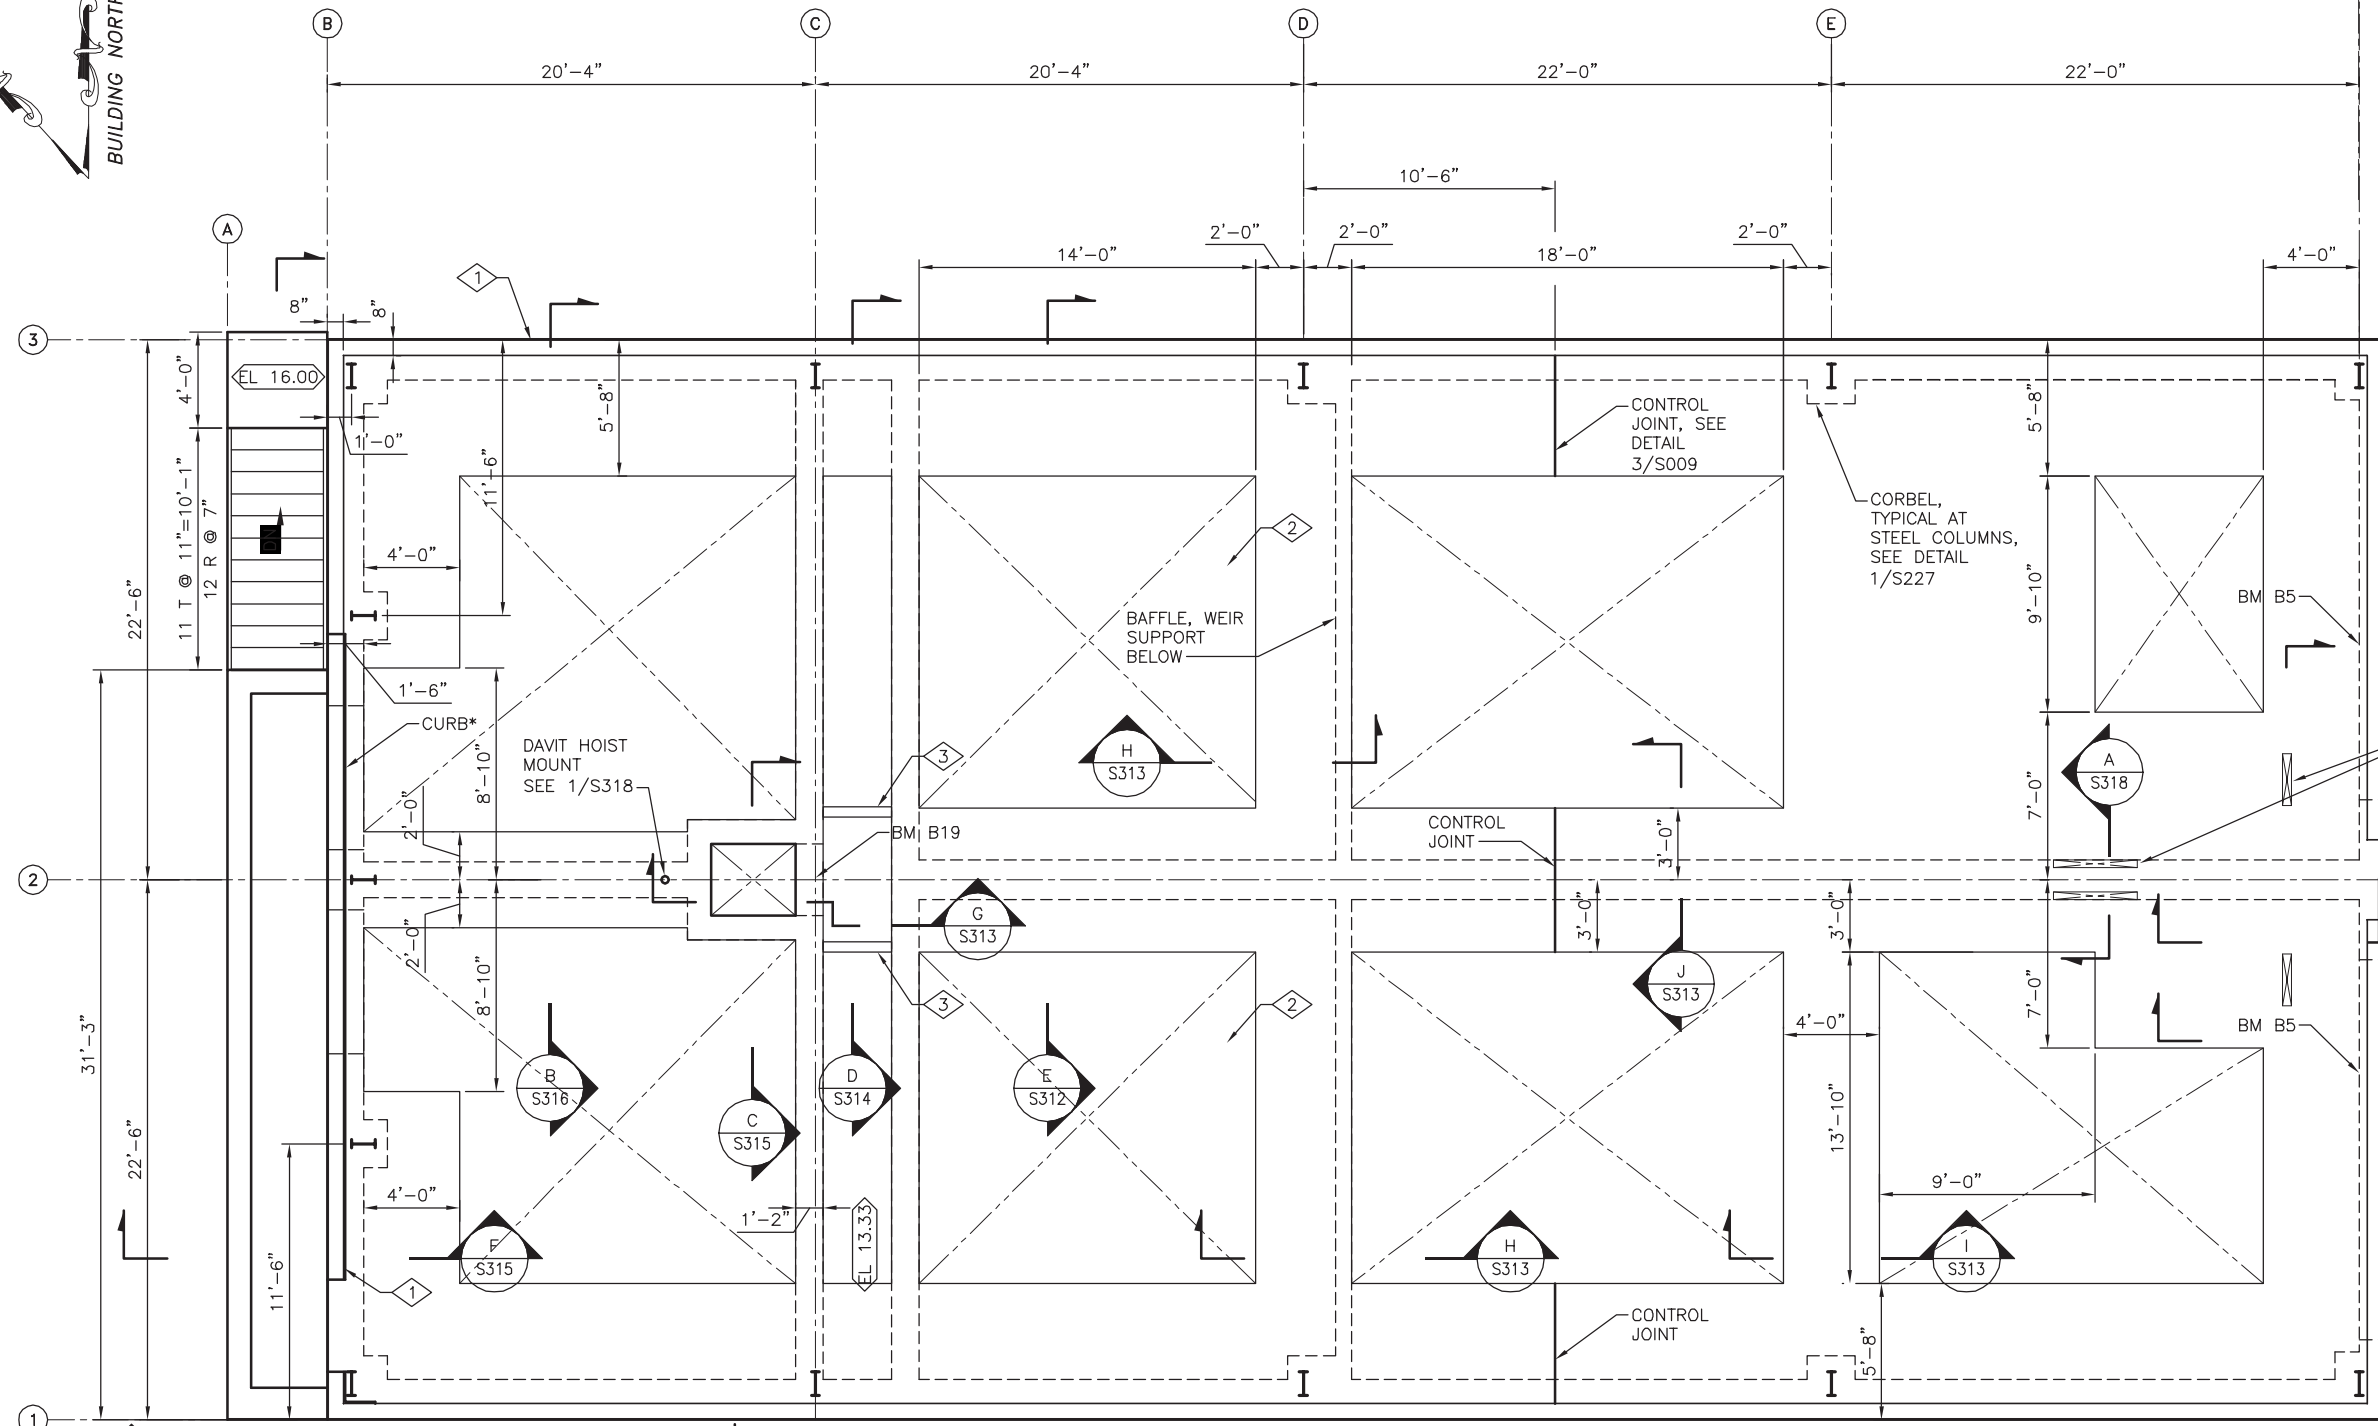 BUILDING NORTH
B
C
D
E
20'-4"
20'-4"
22'-0"
22'-0"
10'-6"
A
2'-0"
2'-0"
2'-0"
14'-0"
18'-0"
4'-0"
1
8"
8"
3
EL 16.00
4'-0"
1'-0"
5'-8"
11'-6"
5'-8"
CONTROL
JOINT, SEE
DETAIL
3/S009
CORBEL,
TYPICAL AT
STEEL COLUMNS,
SEE DETAIL
1/S227
11 T @ 11"=10'-1"
12 R @ 7"
DN
22'-6"
4'-0"
2
9'-10"
BM B5
BAFFLE, WEIR
SUPPORT
BELOW
1'-6"
CURB*
DAVIT HOIST
MOUNT
SEE 1/S318
8'-10"
2'-0"
3
H
S313
A
S318
7'-0"
BM B19
CONTROL
JOINT
3'-0"
2
G
S313
2'-0"
8'-10"
3'-0"
3'-0"
J
S313
7'-0"
3
2
4'-0"
BM B5
31'-3"
22'-6"
B
S316
D
S314
E
S312
C
S315
13'-10"
4'-0"
9'-0"
1'-2"
EL 13.33
F
S315
H
S313
I
S313
11'-6"
1
CONTROL
JOINT
5'-8"
1